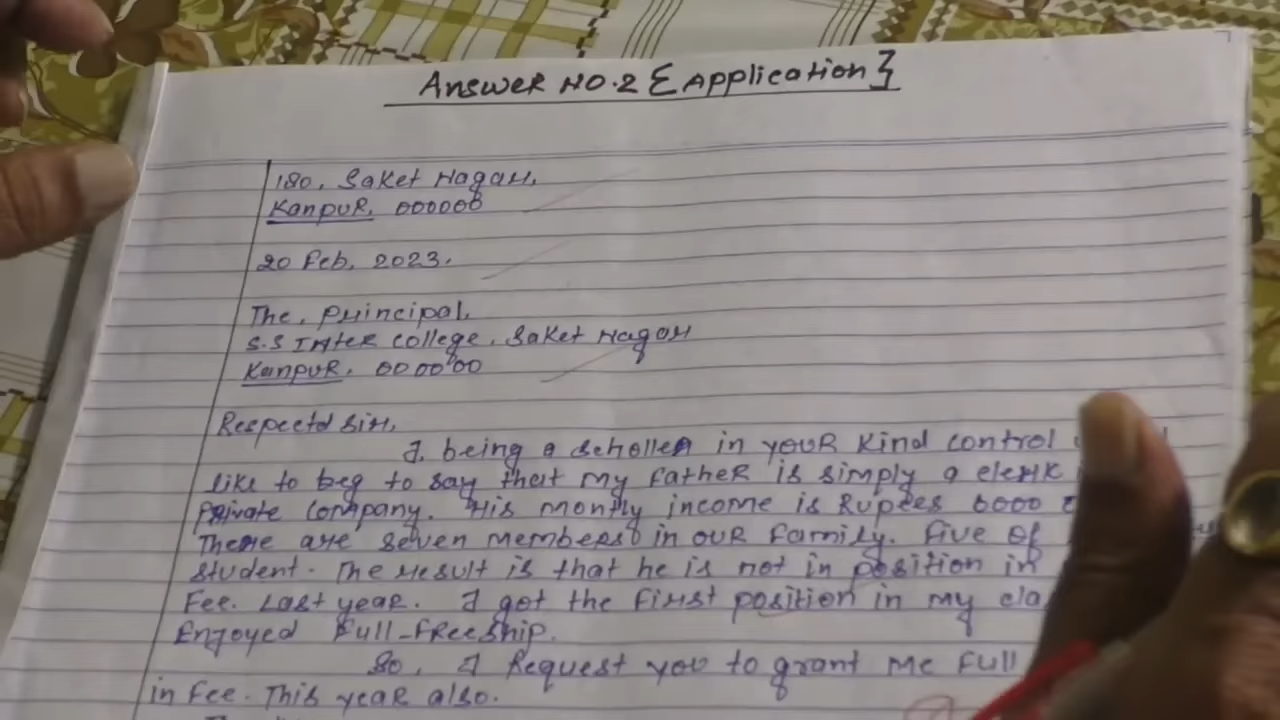 Answer NO.2 { Application }
180, Saket Nagar,
Kanpur, 000000
20 Feb, 2023.
The, Principal,
S.S Inter College, Saket Nagar
Kanpur, 000000
Respectd Sir,
I, being a schollen in your kind control
like to beg to say that my father is simply a clerk
private company. His montly income is Rupees 6000
There are seven members in our family. Five of
student. The result is that he is not in position in
Fee. Last year. I got the first position in my cla
Enjoyed Full-freeship.
So, I Request you to grant me full
in fee. This year also.